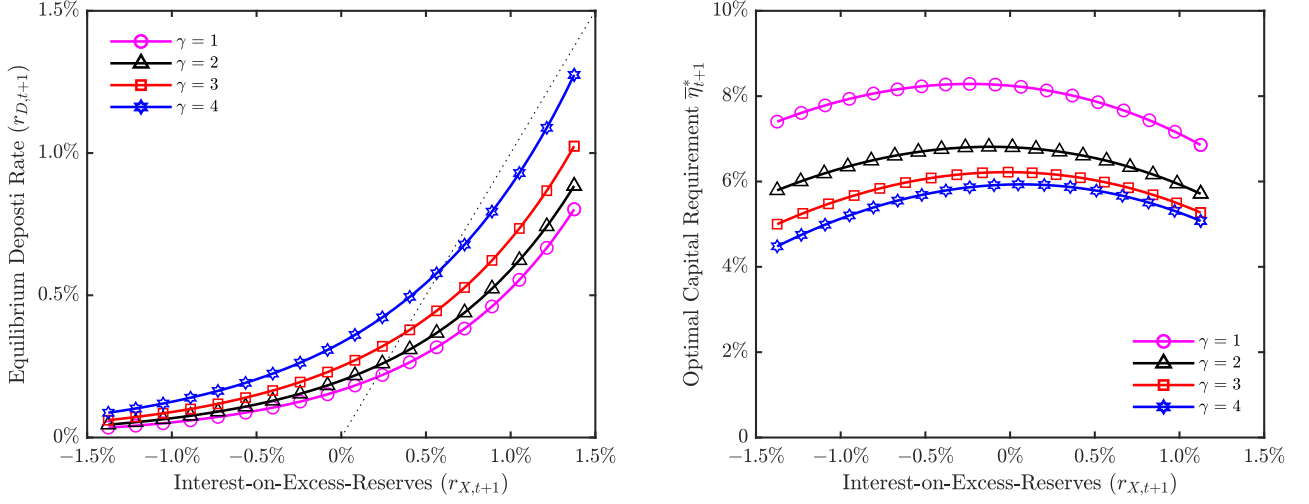 1.5%
1.0%
0.5%
0%
Equilibrium Deposti Rate (r_{D,t+1})
γ = 1
γ = 2
γ = 3
γ = 4
−1.5% −1.0% −0.5% 0% 0.5% 1.0% 1.5%
Interest-on-Excess-Reserves (r_{X,t+1})
10%
8%
6%
4%
2%
0
Optimal Capital Requirement η̅*_{t+1}
γ = 1
γ = 2
γ = 3
γ = 4
−1.5% −1.0% −0.5% 0% 0.5% 1.0% 1.5%
Interest-on-Excess-Reserves (r_{X,t+1})